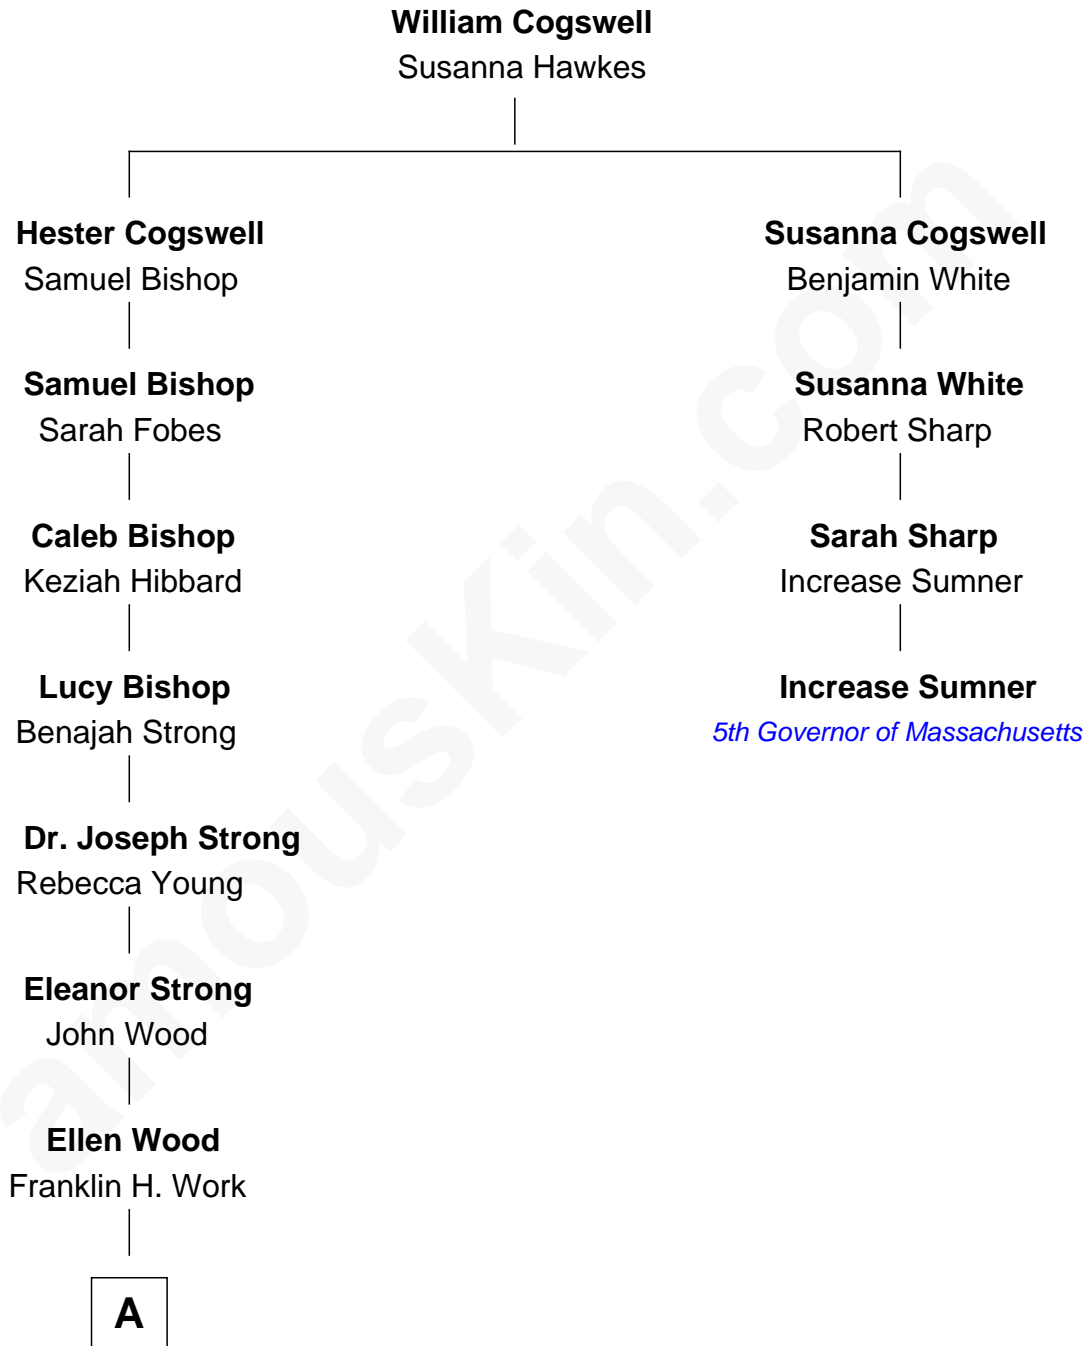 William Cogswell
Susanna Hawkes
Hester Cogswell
Samuel Bishop
Susanna Cogswell
Benjamin White
Samuel Bishop
Sarah Fobes
Susanna White
Robert Sharp
Caleb Bishop
Keziah Hibbard
Sarah Sharp
Increase Sumner
Lucy Bishop
Benajah Strong
Increase Sumner
5th Governor of Massachusetts
Dr. Joseph Strong
Rebecca Young
Eleanor Strong
John Wood
Ellen Wood
Franklin H. Work
A
amouskin.com